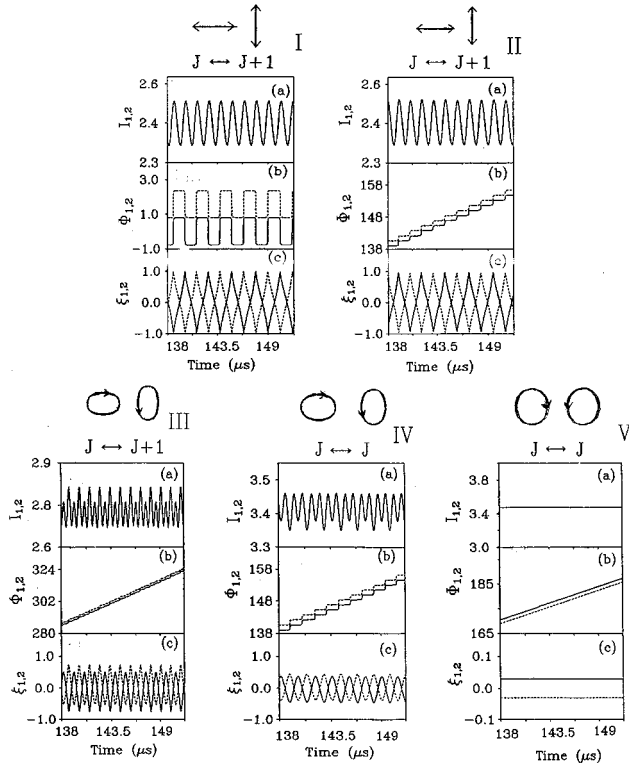 I
II
J ↔ J+1
J ↔ J+1
(a)
(a)
2.6
2.4
2.3
I1,2
2.6
2.4
2.3
I1,2
(b)
(b)
3.0
1.0
-1.0
Φ1,2
158
148
138
Φ1,2
(c)
(c)
1.0
0.0
-1.0
ξ1,2
1.0
0.0
-1.0
ξ1,2
138 143.5 149
138 143.5 149
Time (μs)
Time (μs)
III
IV
V
J ↔ J+1
J ↔ J
J ↔ J
(a)
(a)
(a)
2.9
2.8
2.6
I1,2
3.5
3.4
3.3
I1,2
3.8
3.4
3.0
I1,2
(b)
(b)
(b)
324
302
280
Φ1,2
158
148
138
Φ1,2
185
165
Φ1,2
(c)
(c)
(c)
1.0
0.0
-1.0
ξ1,2
1.0
0.0
-1.0
ξ1,2
0.1
0.0
-0.1
ξ1,2
138 143.5 149
138 143.5 149
138 143.5 149
Time (μs)
Time (μs)
Time (μs)